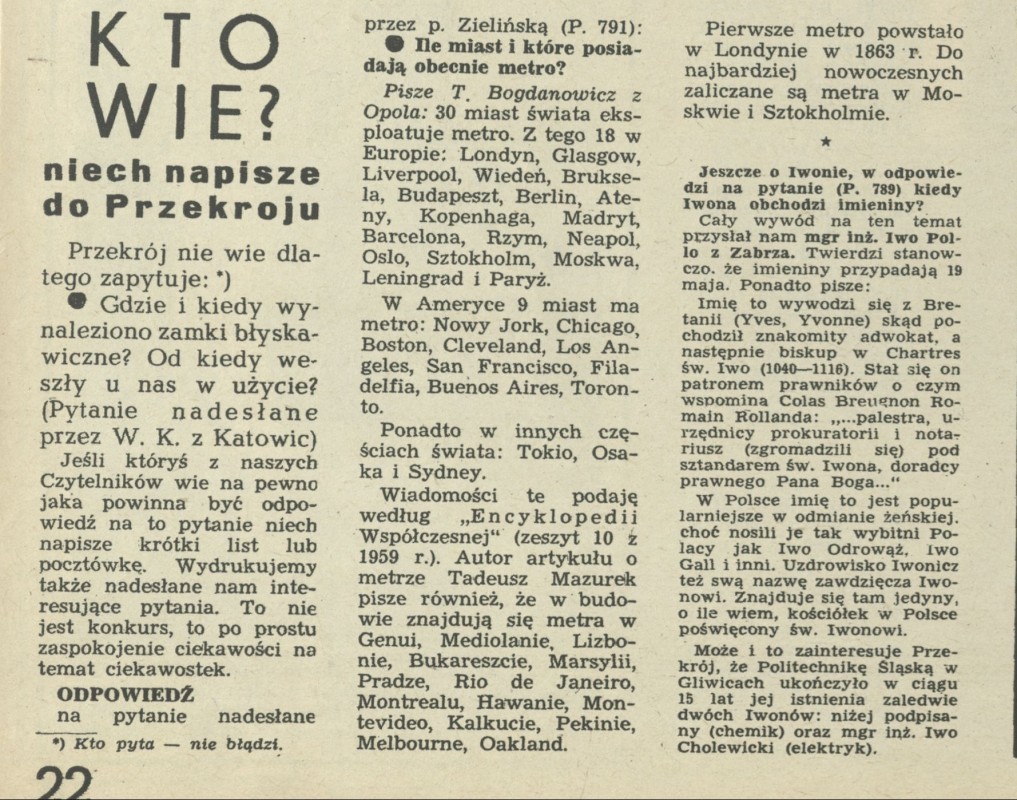 KTO
WIE?
niech napisze
do Przekroju
Przekrój nie wie dla-
tego zapytuje: *)
● Gdzie i kiedy wy-
naleziono zamki błyska-
wiczne? Od kiedy we-
szły u nas w użycie?
(Pytanie nadesłane
przez W. K. z Katowic)
Jeśli któryś z naszych
Czytelników wie na pewno
jaka powinna być odpo-
wiedź na to pytanie niech
napisze krótki list lub
pocztówkę. Wydrukujemy
także nadesłane nam inte-
resujące pytania. To nie
jest konkurs, to po prostu
zaspokojenie ciekawości na
temat ciekawostek.
ODPOWIEDŹ
na pytanie nadesłane
*) Kto pyta — nie błądzi.
22
przez p. Zielińską (P. 791):
● Ile miast i które posia-
dają obecnie metro?
Pisze T. Bogdanowicz z
Opola: 30 miast świata eks-
ploatuje metro. Z tego 18 w
Europie: Londyn, Glasgow,
Liverpool, Wiedeń, Brukse-
la, Budapeszt, Berlin, Ate-
ny, Kopenhaga, Madryt,
Barcelona, Rzym, Neapol,
Oslo, Sztokholm, Moskwa,
Leningrad i Paryż.
W Ameryce 9 miast ma
metro: Nowy Jork, Chicago,
Boston, Cleveland, Los An-
geles, San Francisco, Fila-
delfia, Buenos Aires, Toron-
to.
Ponadto w innych czę-
ściach świata: Tokio, Osa-
ka i Sydney.
Wiadomości te podaję
według „Encyklopedii
Współczesnej“ (zeszyt 10 z
1959 r.). Autor artykułu o
metrze Tadeusz Mazurek
pisze również, że w budo-
wie znajdują się metra w
Genui, Mediolanie, Lizbo-
nie, Bukareszcie, Marsylii,
Pradze, Rio de Janeiro,
Montrealu, Hawanie, Mon-
tevideo, Kalkucie, Pekinie,
Melbourne, Oakland.
Pierwsze metro powstało
w Londynie w 1863 r. Do
najbardziej nowoczesnych
zaliczane są metra w Mo-
skwie i Sztokholmie.
★
Jeszcze o Iwonie, w odpowie-
dzi na pytanie (P. 789) kiedy
Iwona obchodzi imieniny?
Cały wywód na ten temat
przysłał nam mgr inż. Iwo Pol-
lo z Zabrza. Twierdzi stanow-
czo. że imieniny przypadają 19
maja. Ponadto pisze:
Imię to wywodzi się z Bre-
tanii (Yves, Yvonne) skąd po-
chodził znakomity adwokat, a
następnie biskup w Chartres
św. Iwo (1040—1116). Stał się on
patronem prawników o czym
wspomina Colas Breugnon Ro-
main Rollanda: „...palestra, u-
rzędnicy prokuratorii i nota-
riusz (zgromadzili się) pod
sztandarem św. Iwona, doradcy
prawnego Pana Boga...“
W Polsce imię to jest popu-
larniejsze w odmianie żeńskiej.
choć nosili je tak wybitni Po-
lacy jak Iwo Odrowąż, Iwo
Gall i inni. Uzdrowisko Iwonicz
też swą nazwę zawdzięcza Iwo-
nowi. Znajduje się tam jedyny,
o ile wiem, kościółek w Polsce
poświęcony św. Iwonowi.
Może i to zainteresuje Prze-
krój, że Politechnikę Śląską w
Gliwicach ukończyło w ciągu
15 lat jej istnienia zaledwie
dwóch Iwonów: niżej podpisa-
ny (chemik) oraz mgr inż. Iwo
Cholewicki (elektryk).